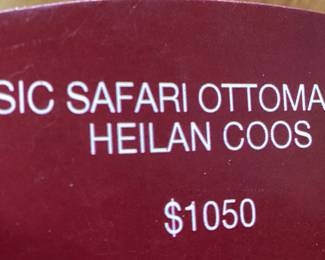 SIC SAFARI OTTOMA
HEILAN COOS
$1050